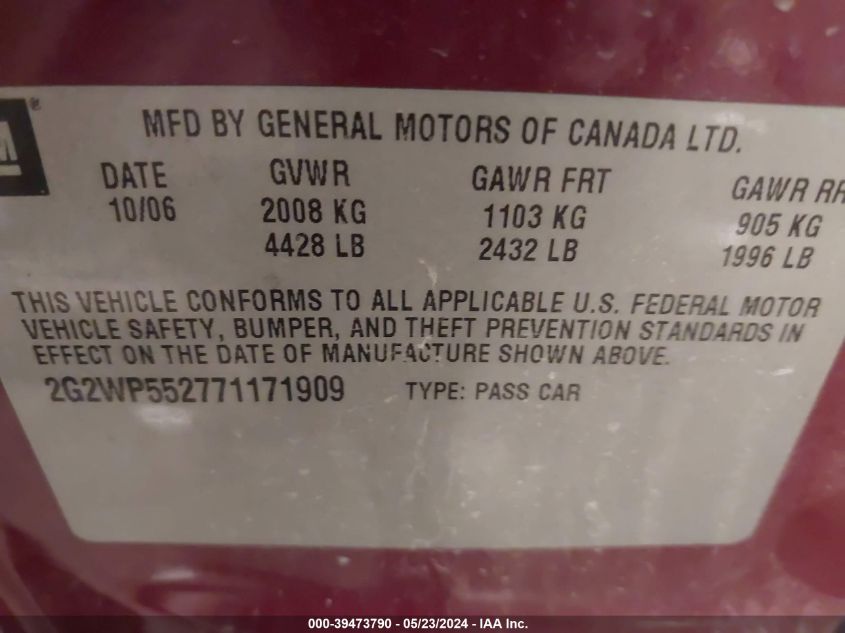 M ®
MFD BY GENERAL MOTORS OF CANADA LTD.
DATE GVWR GAWR FRT GAWR RR
10/06 2008 KG 1103 KG 905 KG
4428 LB 2432 LB 1996 LB
THIS VEHICLE CONFORMS TO ALL APPLICABLE U.S. FEDERAL MOTOR
VEHICLE SAFETY, BUMPER, AND THEFT PREVENTION STANDARDS IN
EFFECT ON THE DATE OF MANUFACTURE SHOWN ABOVE.
2G2WP552771171909 TYPE: PASS CAR
000-39473790 - 05/23/2024 - IAA Inc.